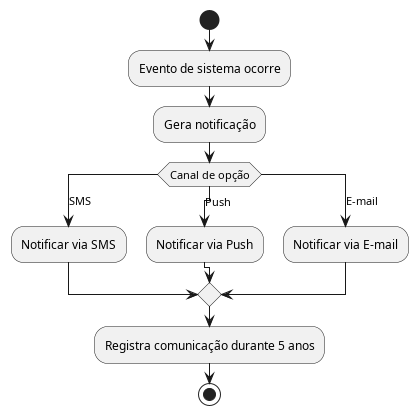 Evento de sistema ocorre
Gera notificação
Canal de opção
SMS
Push
E-mail
Notificar via SMS
Notificar via Push
Notificar via E-mail
Registra comunicação durante 5 anos